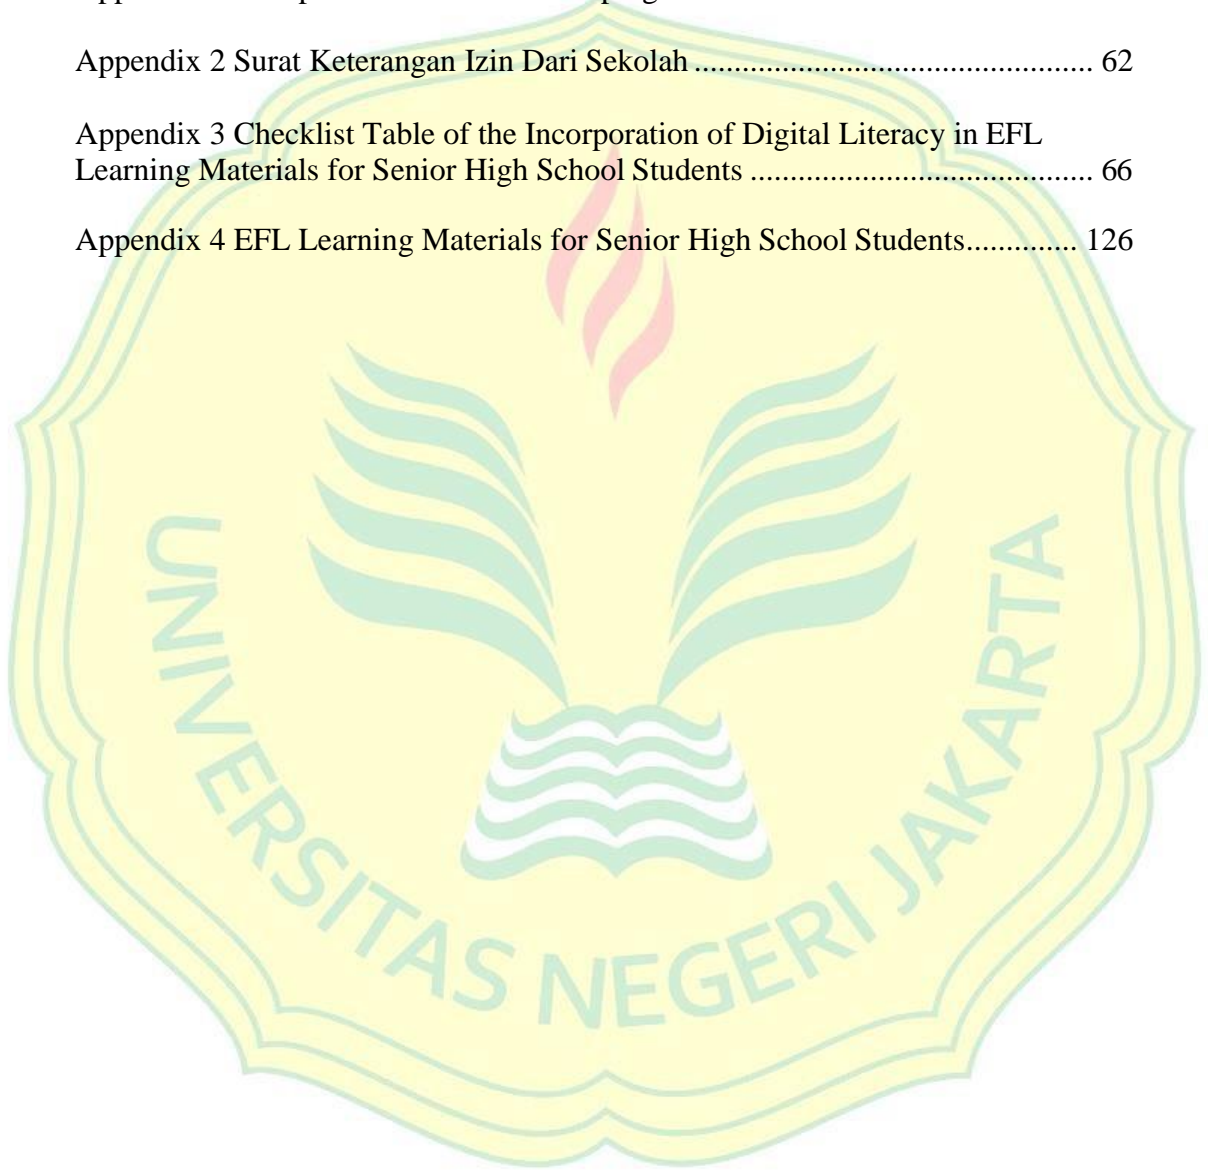 Appendix 2 Surat Keterangan Izin Dari Sekolah .................................................. 62
Appendix 3 Checklist Table of the Incorporation of Digital Literacy in EFL
Learning Materials for Senior High School Students ........................................... 66
Appendix 4 EFL Learning Materials for Senior High School Students.............. 126
UNIVERSITAS NEGERI JAKARTA